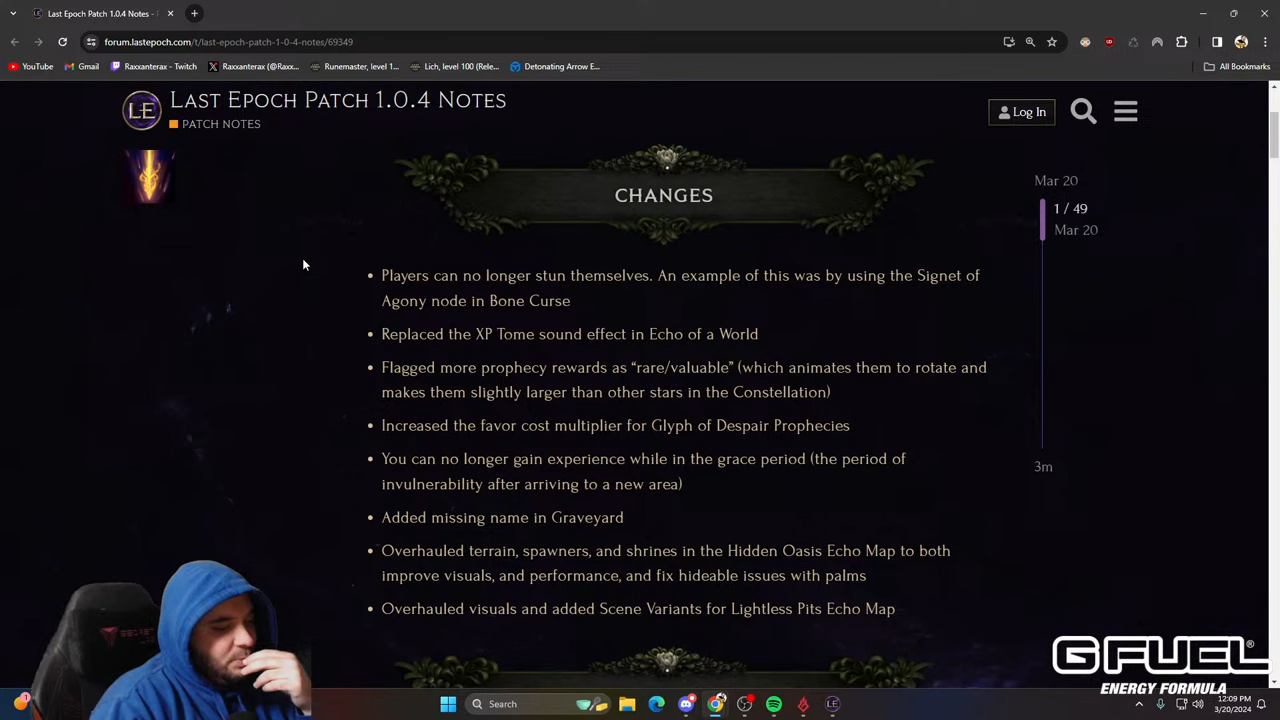 Last Epoch Patch 1.0.4 Notes -
forum.lastepoch.com/t/last-epoch-patch-1-0-4-notes/69349
YouTube
Gmail
Raxxanterax - Twitch
Raxxanterax (@Raxx...
Runemaster, level 1...
Lich, level 100 (Rele...
Detonating Arrow E...
All Bookmarks
LE
LAST EPOCH PATCH 1.0.4 NOTES
PATCH NOTES
Log In
CHANGES
Mar 20
1 / 49
Mar 20
3m
• Players can no longer stun themselves. An example of this was by using the Signet of
Agony node in Bone Curse
• Replaced the XP Tome sound effect in Echo of a World
• Flagged more prophecy rewards as “rare/valuable” (which animates them to rotate and
makes them slightly larger than other stars in the Constellation)
• Increased the favor cost multiplier for Glyph of Despair Prophecies
• You can no longer gain experience while in the grace period (the period of
invulnerability after arriving to a new area)
• Added missing name in Graveyard
• Overhauled terrain, spawners, and shrines in the Hidden Oasis Echo Map to both
improve visuals, and performance, and fix hideable issues with palms
• Overhauled visuals and added Scene Variants for Lightless Pits Echo Map
GFUEL®
ENERGY FORMULA
Search
12:09 PM
3/20/2024